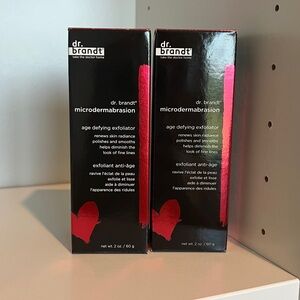 dr.
brandt®
take the doctor home
dr. brandt®
microdermabrasion
age defying exfoliator
renews skin radiance
polishes and smooths
helps diminish the
look of fine lines
exfoliant anti-âge
ravive l'éclat de la peau
exfolie et lisse
aide à diminuer
l'apparence des ridules
net wt. 2 oz. / 60 g
dr.
brandt
take the doctor home
dr. brandt®
microdermabrasion
age defying exfoliator
renews skin radiance
polishes and smooths
helps diminish the
look of fine lines
exfoliant anti-âge
ravive l'éclat de la peau
exfolie et lisse
aide à diminuer
l'apparence des ridules
net wt. 2 oz. / 60 g